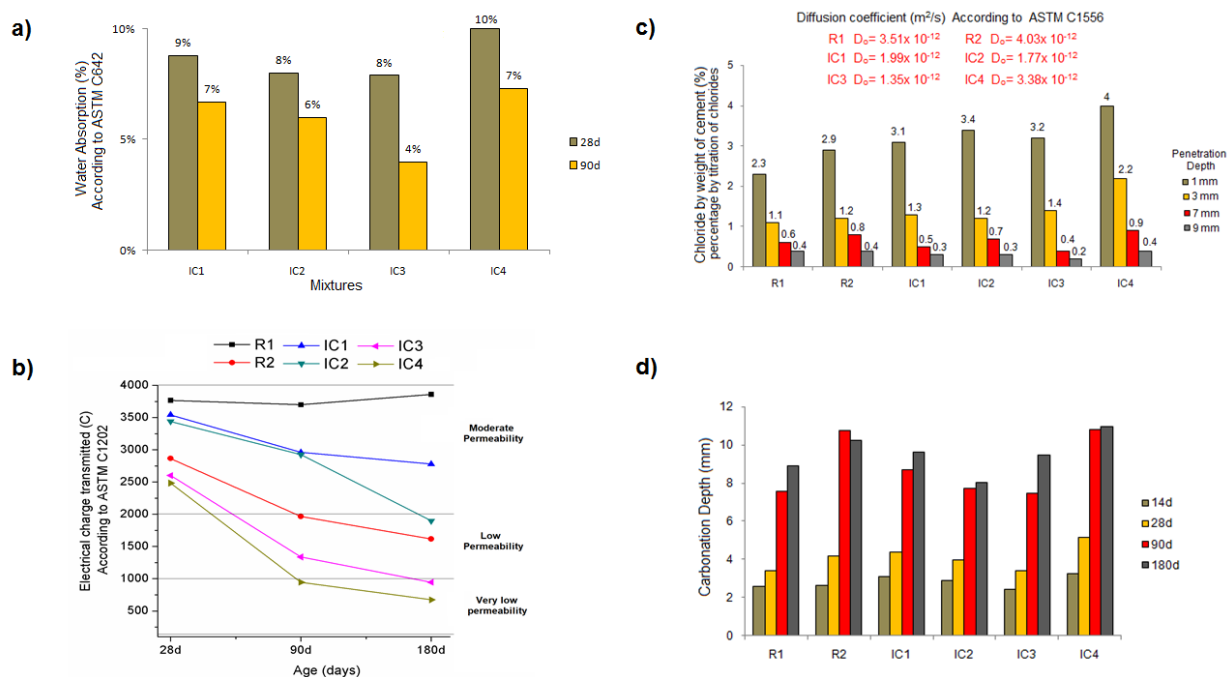 a)
Water Absorption (%)
According to ASTM C642
10%
5%
0%
9%
7%
8%
6%
8%
4%
10%
7%
IC1
IC2
IC3
IC4
Mixtures
28d
90d
c)
Diffusion coefficient (m²/s) According to ASTM C1556
R1 Dₒ= 3.51x 10⁻¹² R2 Dₒ= 4.03x 10⁻¹²
IC1 Dₒ= 1.99x 10⁻¹² IC2 Dₒ= 1.77x 10⁻¹²
IC3 Dₒ= 1.35x 10⁻¹² IC4 Dₒ= 3.38x 10⁻¹²
Chloride by weight of cement (%)
percentage by titration of chlorides
5
4
3
2
1
0
2.3
1.1
0.6
0.4
2.9
1.2
0.8
0.4
3.1
1.3
0.5
0.3
3.4
1.2
0.7
0.3
3.2
1.4
0.4
0.2
4
2.2
0.9
0.4
R1
R2
IC1
IC2
IC3
IC4
Penetration
Depth
1 mm
3 mm
7 mm
9 mm
b)
R1 IC1 IC3
R2 IC2 IC4
Electrical charge transmitted (C)
According to ASTM C1202
4000
3500
3000
2500
2000
1500
1000
500
Moderate
Permeability
Low
Permeability
Very low
permeability
28d
90d
180d
Age (days)
d)
Carbonation Depth (mm)
12
10
8
6
4
2
0
R1
R2
IC1
IC2
IC3
IC4
14d
28d
90d
180d